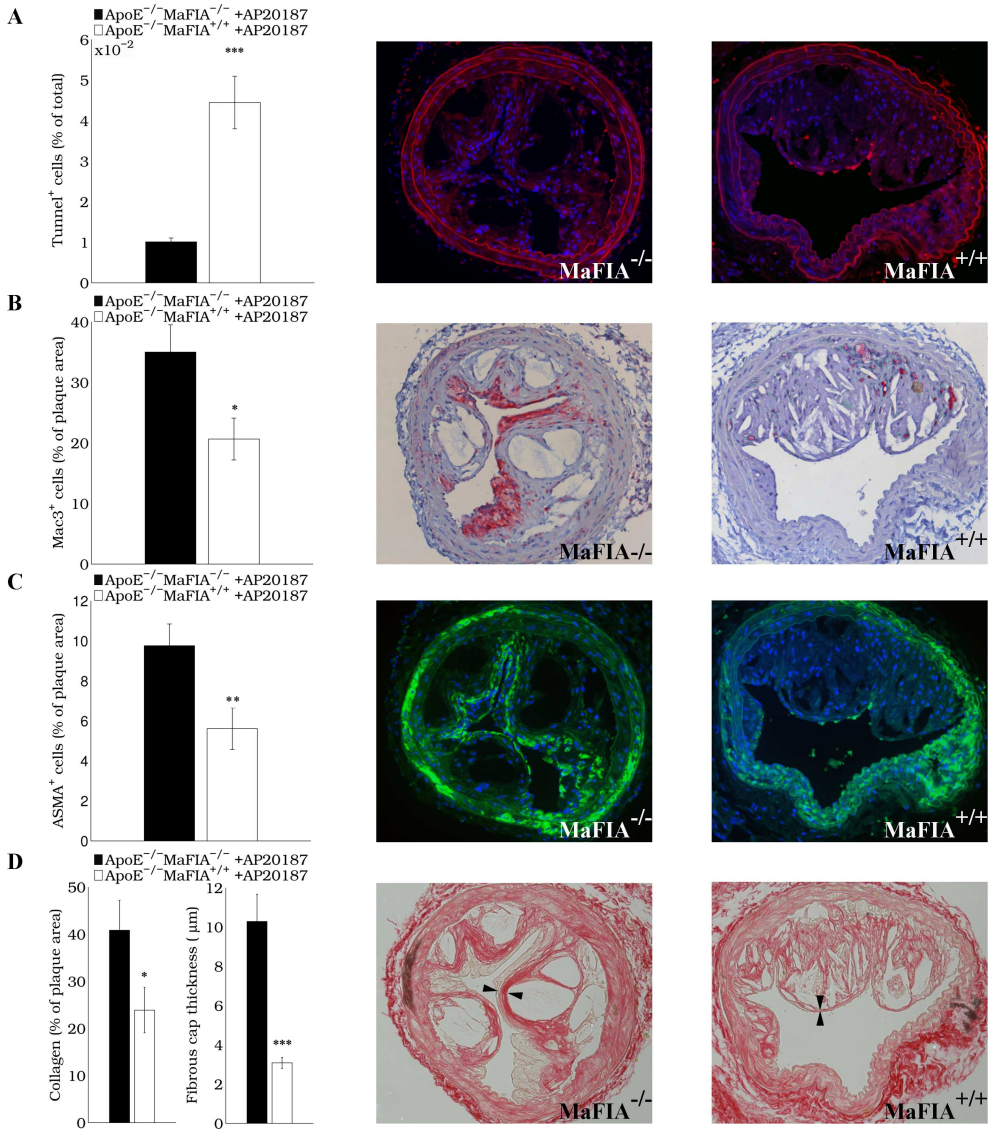 A
■ApoE⁻/⁻MaFIA⁻/⁻ +AP20187
□ApoE⁻/⁻MaFIA⁺/⁺ +AP20187
x10⁻²
Tunnel⁺ cells (% of total)
6
5
4
3
2
1
0
***
MaFIA⁻/⁻
MaFIA⁺/⁺
B
■ApoE⁻/⁻MaFIA⁻/⁻ +AP20187
□ApoE⁻/⁻MaFIA⁺/⁺ +AP20187
Mac3⁺ cells (% of plaque area)
40
30
20
10
0
*
MaFIA-/-
MaFIA⁺/⁺
C
■ApoE⁻/⁻MaFIA⁻/⁻ +AP20187
□ApoE⁻/⁻MaFIA⁺/⁺ +AP20187
ASMA⁺ cells (% of plaque area)
12
10
8
6
4
2
0
**
MaFIA⁻/⁻
MaFIA⁺/⁺
D
■ApoE⁻/⁻MaFIA⁻/⁻ +AP20187
□ApoE⁻/⁻MaFIA⁺/⁺ +AP20187
Collagen (% of plaque area)
50
40
30
20
10
0
*
Fibrous cap thickness ( µm)
12
10
8
6
4
2
0
***
MaFIA⁻/⁻
MaFIA⁺/⁺